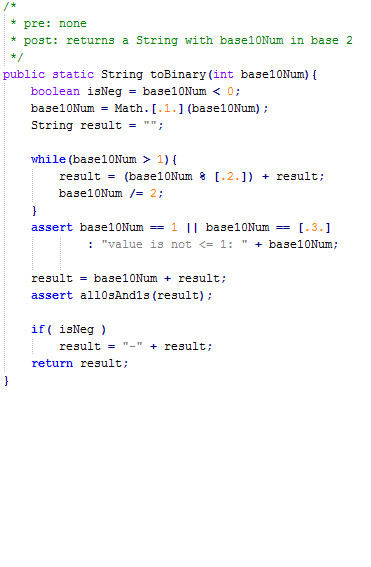 /*
 * pre: none
 * post: returns a String with base10Num in base 2
 */
public static String toBinary(int base10Num){
    boolean isNeg = base10Num < 0;
    base10Num = Math.[.1.](base10Num);
    String result = "";

    while(base10Num > 1){
        result = (base10Num % [.2.]) + result;
        base10Num /= 2;
    }
    assert base10Num == 1 || base10Num == [.3.]
            : "value is not <= 1: " + base10Num;

    result = base10Num + result;
    assert all0sAnd1s(result);

    if( isNeg )
        result = "-" + result;
    return result;
}